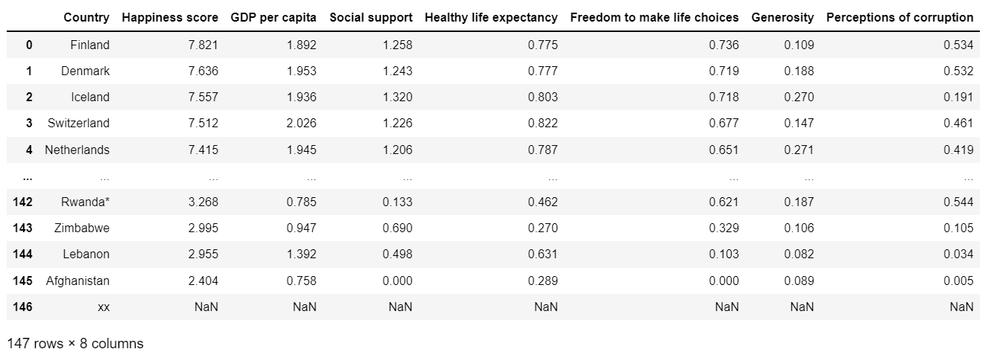 Country Happiness score GDP per capita Social support Healthy life expectancy Freedom to make life choices Generosity Perceptions of corruption
0 Finland 7.821 1.892 1.258 0.775 0.736 0.109 0.534
1 Denmark 7.636 1.953 1.243 0.777 0.719 0.188 0.532
2 Iceland 7.557 1.936 1.320 0.803 0.718 0.270 0.191
3 Switzerland 7.512 2.026 1.226 0.822 0.677 0.147 0.461
4 Netherlands 7.415 1.945 1.206 0.787 0.651 0.271 0.419
... ... ... ... ... ... ... ... ...
142 Rwanda* 3.268 0.785 0.133 0.462 0.621 0.187 0.544
143 Zimbabwe 2.995 0.947 0.690 0.270 0.329 0.106 0.105
144 Lebanon 2.955 1.392 0.498 0.631 0.103 0.082 0.034
145 Afghanistan 2.404 0.758 0.000 0.289 0.000 0.089 0.005
146 xx NaN NaN NaN NaN NaN NaN NaN
147 rows × 8 columns